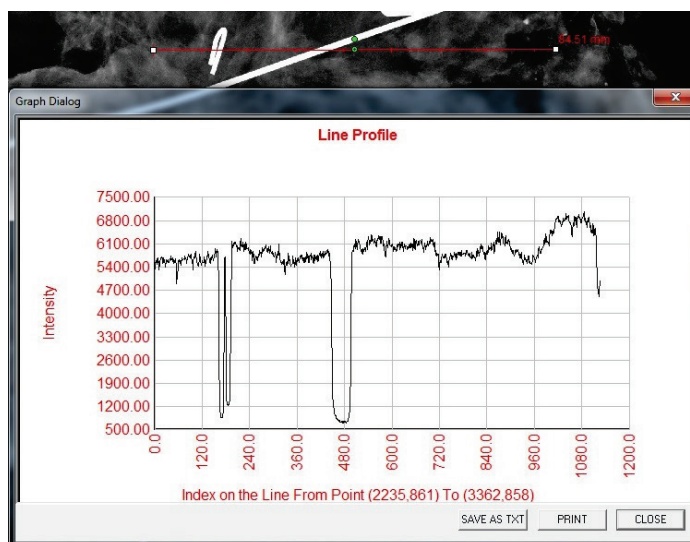 84.51 mm
Graph Dialog
Line Profile
Intensity
7500.00
6800.00
6100.00
5400.00
4700.00
4000.00
3300.00
2600.00
1900.00
1200.00
500.00
0.0
120.0
240.0
360.0
480.0
600.0
720.0
840.0
960.0
1080.0
1200.0
Index on the Line From Point (2235,861) To (3362,858)
SAVE AS TXT
PRINT
CLOSE